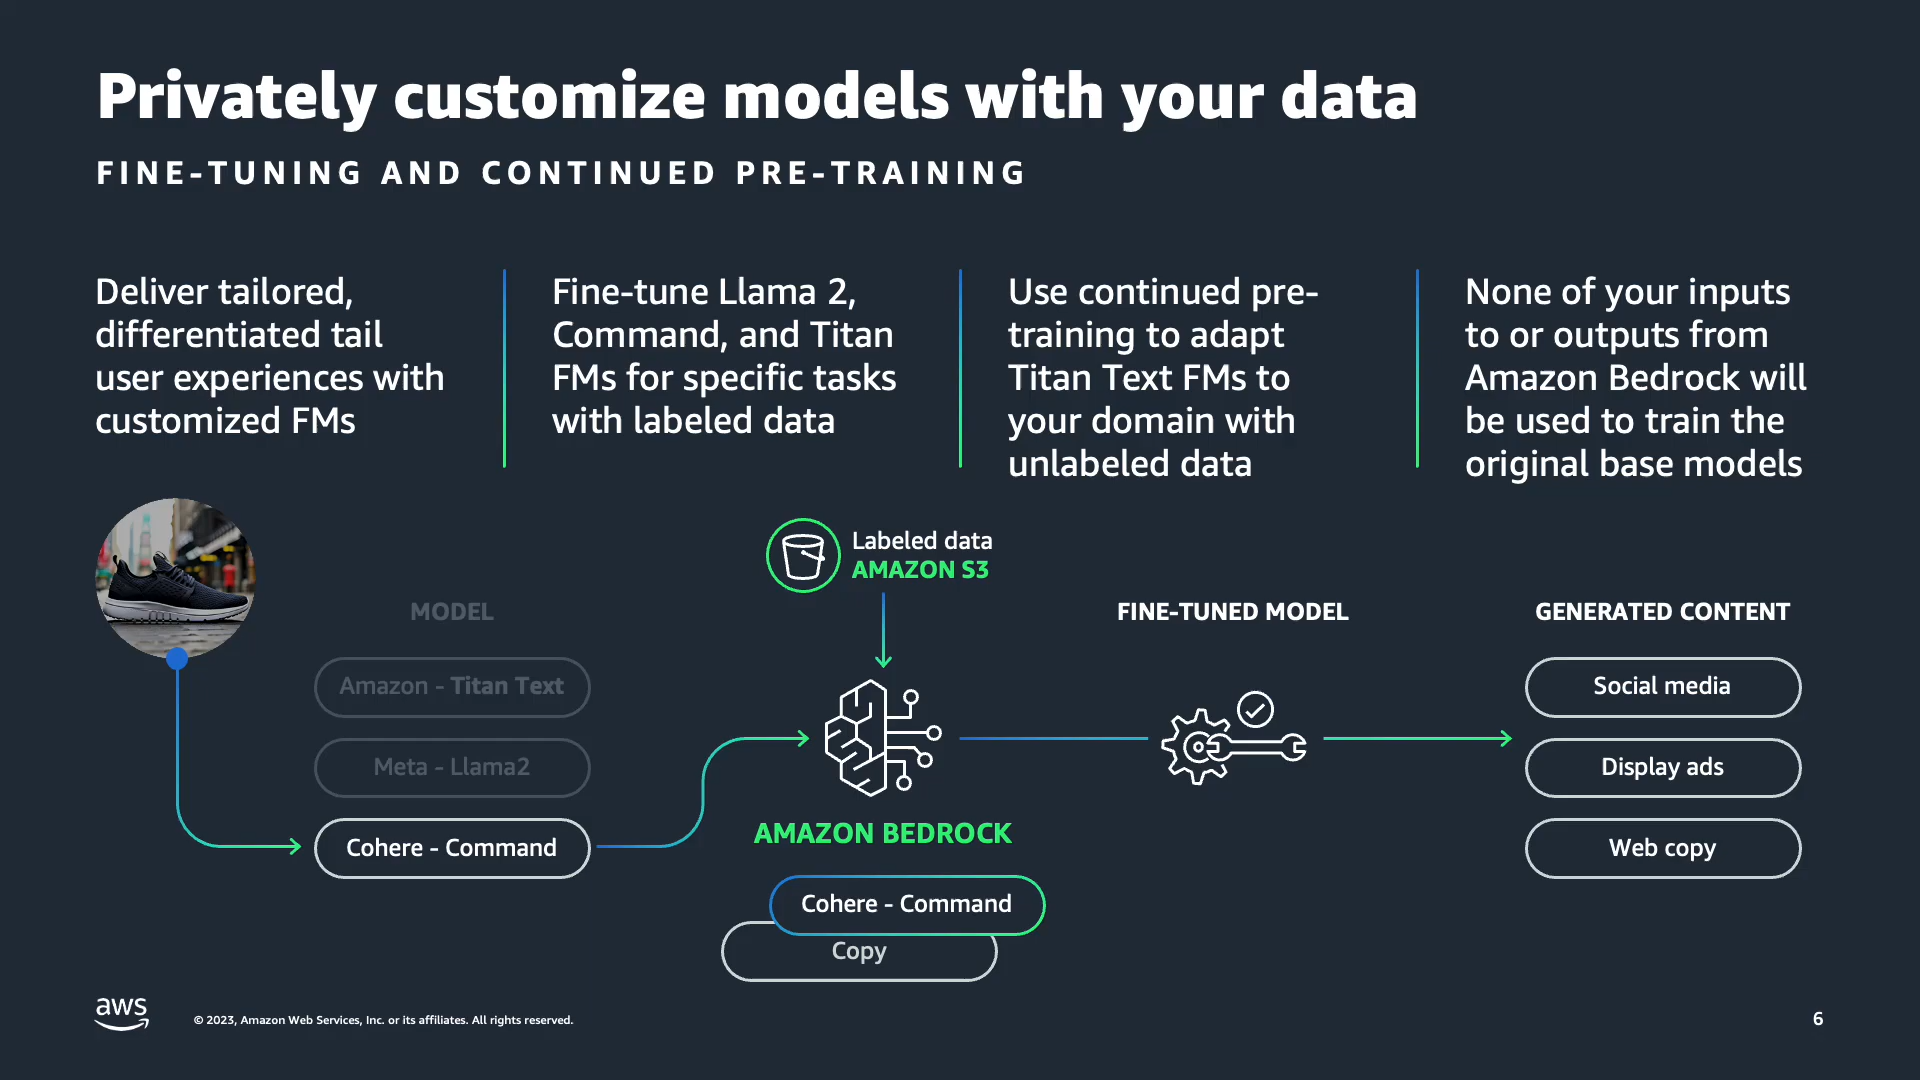 Privately customize models with your data
FINE-TUNING AND CONTINUED PRE-TRAINING
Deliver tailored,
differentiated tail
user experiences with
customized FMs
Fine-tune Llama 2,
Command, and Titan
FMs for specific tasks
with labeled data
Use continued pre-
training to adapt
Titan Text FMs to
your domain with
unlabeled data
None of your inputs
to or outputs from
Amazon Bedrock will
be used to train the
original base models
Labeled data
AMAZON S3
MODEL
Amazon - Titan Text
Meta - Llama2
Cohere - Command
AMAZON BEDROCK
Cohere - Command
Copy
FINE-TUNED MODEL
GENERATED CONTENT
Social media
Display ads
Web copy
aws
© 2023, Amazon Web Services, Inc. or its affiliates. All rights reserved.
6